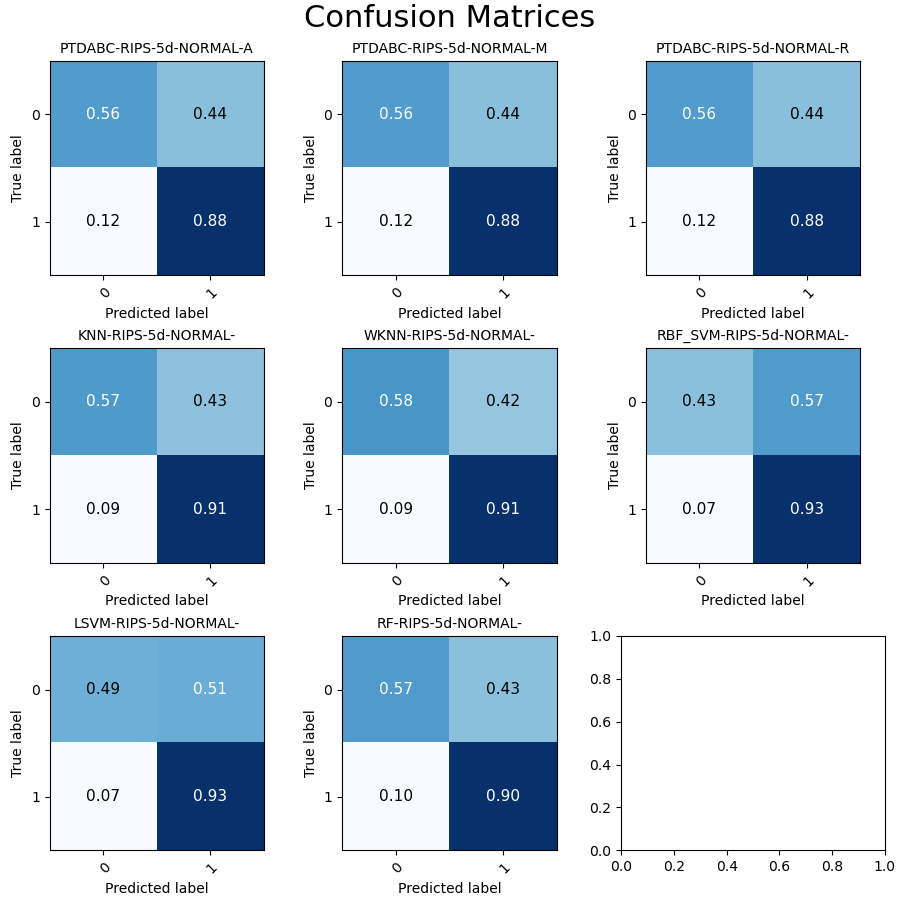 Confusion Matrices
PTDABC-RIPS-5d-NORMAL-A
0
0.56
0.44
1
0.12
0.88
True label
0
1
Predicted label
PTDABC-RIPS-5d-NORMAL-M
0
0.56
0.44
1
0.12
0.88
True label
0
1
Predicted label
PTDABC-RIPS-5d-NORMAL-R
0
0.56
0.44
1
0.12
0.88
True label
0
1
Predicted label
KNN-RIPS-5d-NORMAL-
0
0.57
0.43
1
0.09
0.91
True label
0
1
Predicted label
WKNN-RIPS-5d-NORMAL-
0
0.58
0.42
1
0.09
0.91
True label
0
1
Predicted label
RBF_SVM-RIPS-5d-NORMAL-
0
0.43
0.57
1
0.07
0.93
True label
0
1
Predicted label
LSVM-RIPS-5d-NORMAL-
0
0.49
0.51
1
0.07
0.93
True label
0
1
Predicted label
RF-RIPS-5d-NORMAL-
0
0.57
0.43
1
0.10
0.90
True label
0
1
Predicted label
1.0
0.8
0.6
0.4
0.2
0.0
0.0 0.2 0.4 0.6 0.8 1.0